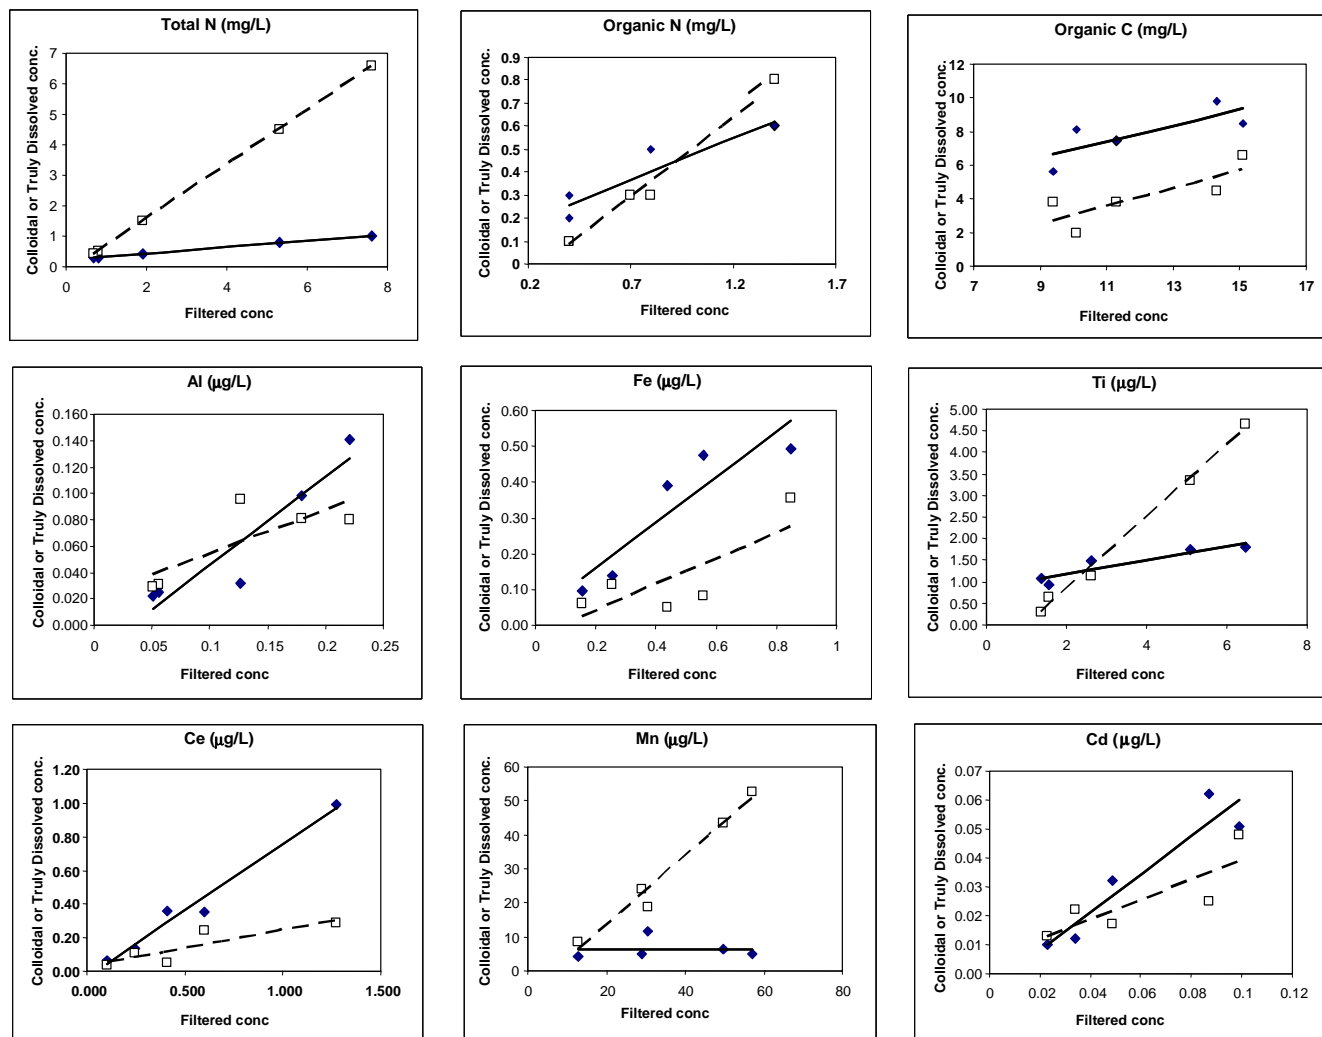 Total N (mg/L)
Colloidal or Truly Dissolved conc.
7
6
5
4
3
2
1
0
0 2 4 6 8
Filtered conc
Organic N (mg/L)
Colloidal or Truly Dissolved conc.
0.9
0.8
0.7
0.6
0.5
0.4
0.3
0.2
0.1
0
0.2 0.7 1.2 1.7
Filtered conc
Organic C (mg/L)
Colloidal or Truly Dissolved conc.
12
10
8
6
4
2
0
7 9 11 13 15 17
Filtered conc
Al (µg/L)
Colloidal or Truly Dissolved conc.
0.160
0.140
0.120
0.100
0.080
0.060
0.040
0.020
0.000
0 0.05 0.1 0.15 0.2 0.25
Filtered conc
Fe (µg/L)
Colloidal or Truly Dissolved conc.
0.60
0.50
0.40
0.30
0.20
0.10
0.00
0 0.2 0.4 0.6 0.8 1
Filtered conc
Ti (µg/L)
Colloidal or Truly Dissolved conc.
5.00
4.50
4.00
3.50
3.00
2.50
2.00
1.50
1.00
0.50
0.00
0 2 4 6 8
Filtered conc
Ce (µg/L)
Colloidal or Truly Dissolved conc.
1.20
1.00
0.80
0.60
0.40
0.20
0.00
0.000 0.500 1.000 1.500
Filtered conc
Mn (µg/L)
Colloidal or Truly Dissolved conc.
60
50
40
30
20
10
0
0 20 40 60 80
Filtered conc
Cd (µg/L)
Colloidal or Truly Dissolved conc.
0.07
0.06
0.05
0.04
0.03
0.02
0.01
0.00
0 0.02 0.04 0.06 0.08 0.1 0.12
Filtered conc